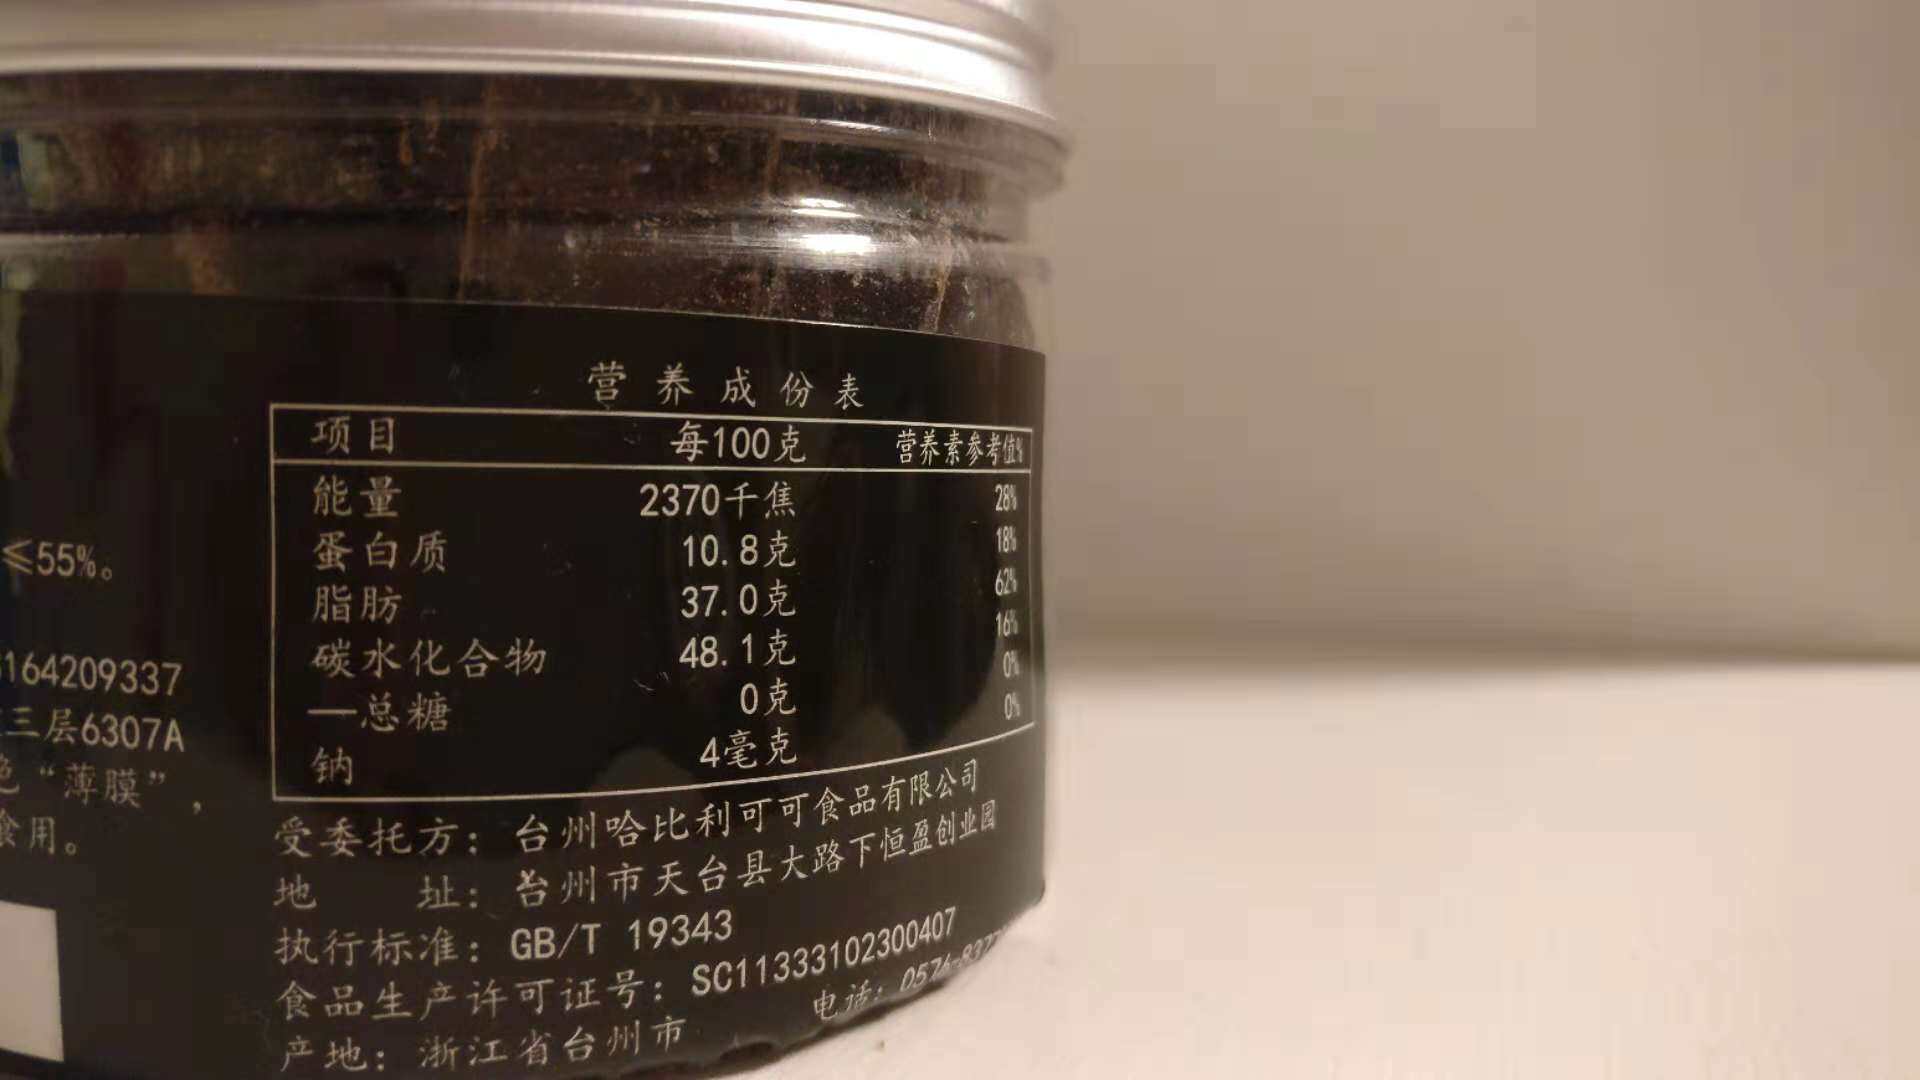 营养成份表
项目 每100克 营养素参考值%
能量 2370千焦 28%
蛋白质 10.8克 18%
脂肪 37.0克 62%
碳水化合物 48.1克 16%
—总糖 0克 0%
钠 4毫克 0%
受委托方：台州哈比利可可食品有限公司
地 址：台州市天台县大路下恒盈创业园
执行标准：GB/T 19343
食品生产许可证号：SC11333102300407
产地：浙江省台州市 电话：0576-837
≤55%。
164209337
三层6307A
“薄膜”，
食用。